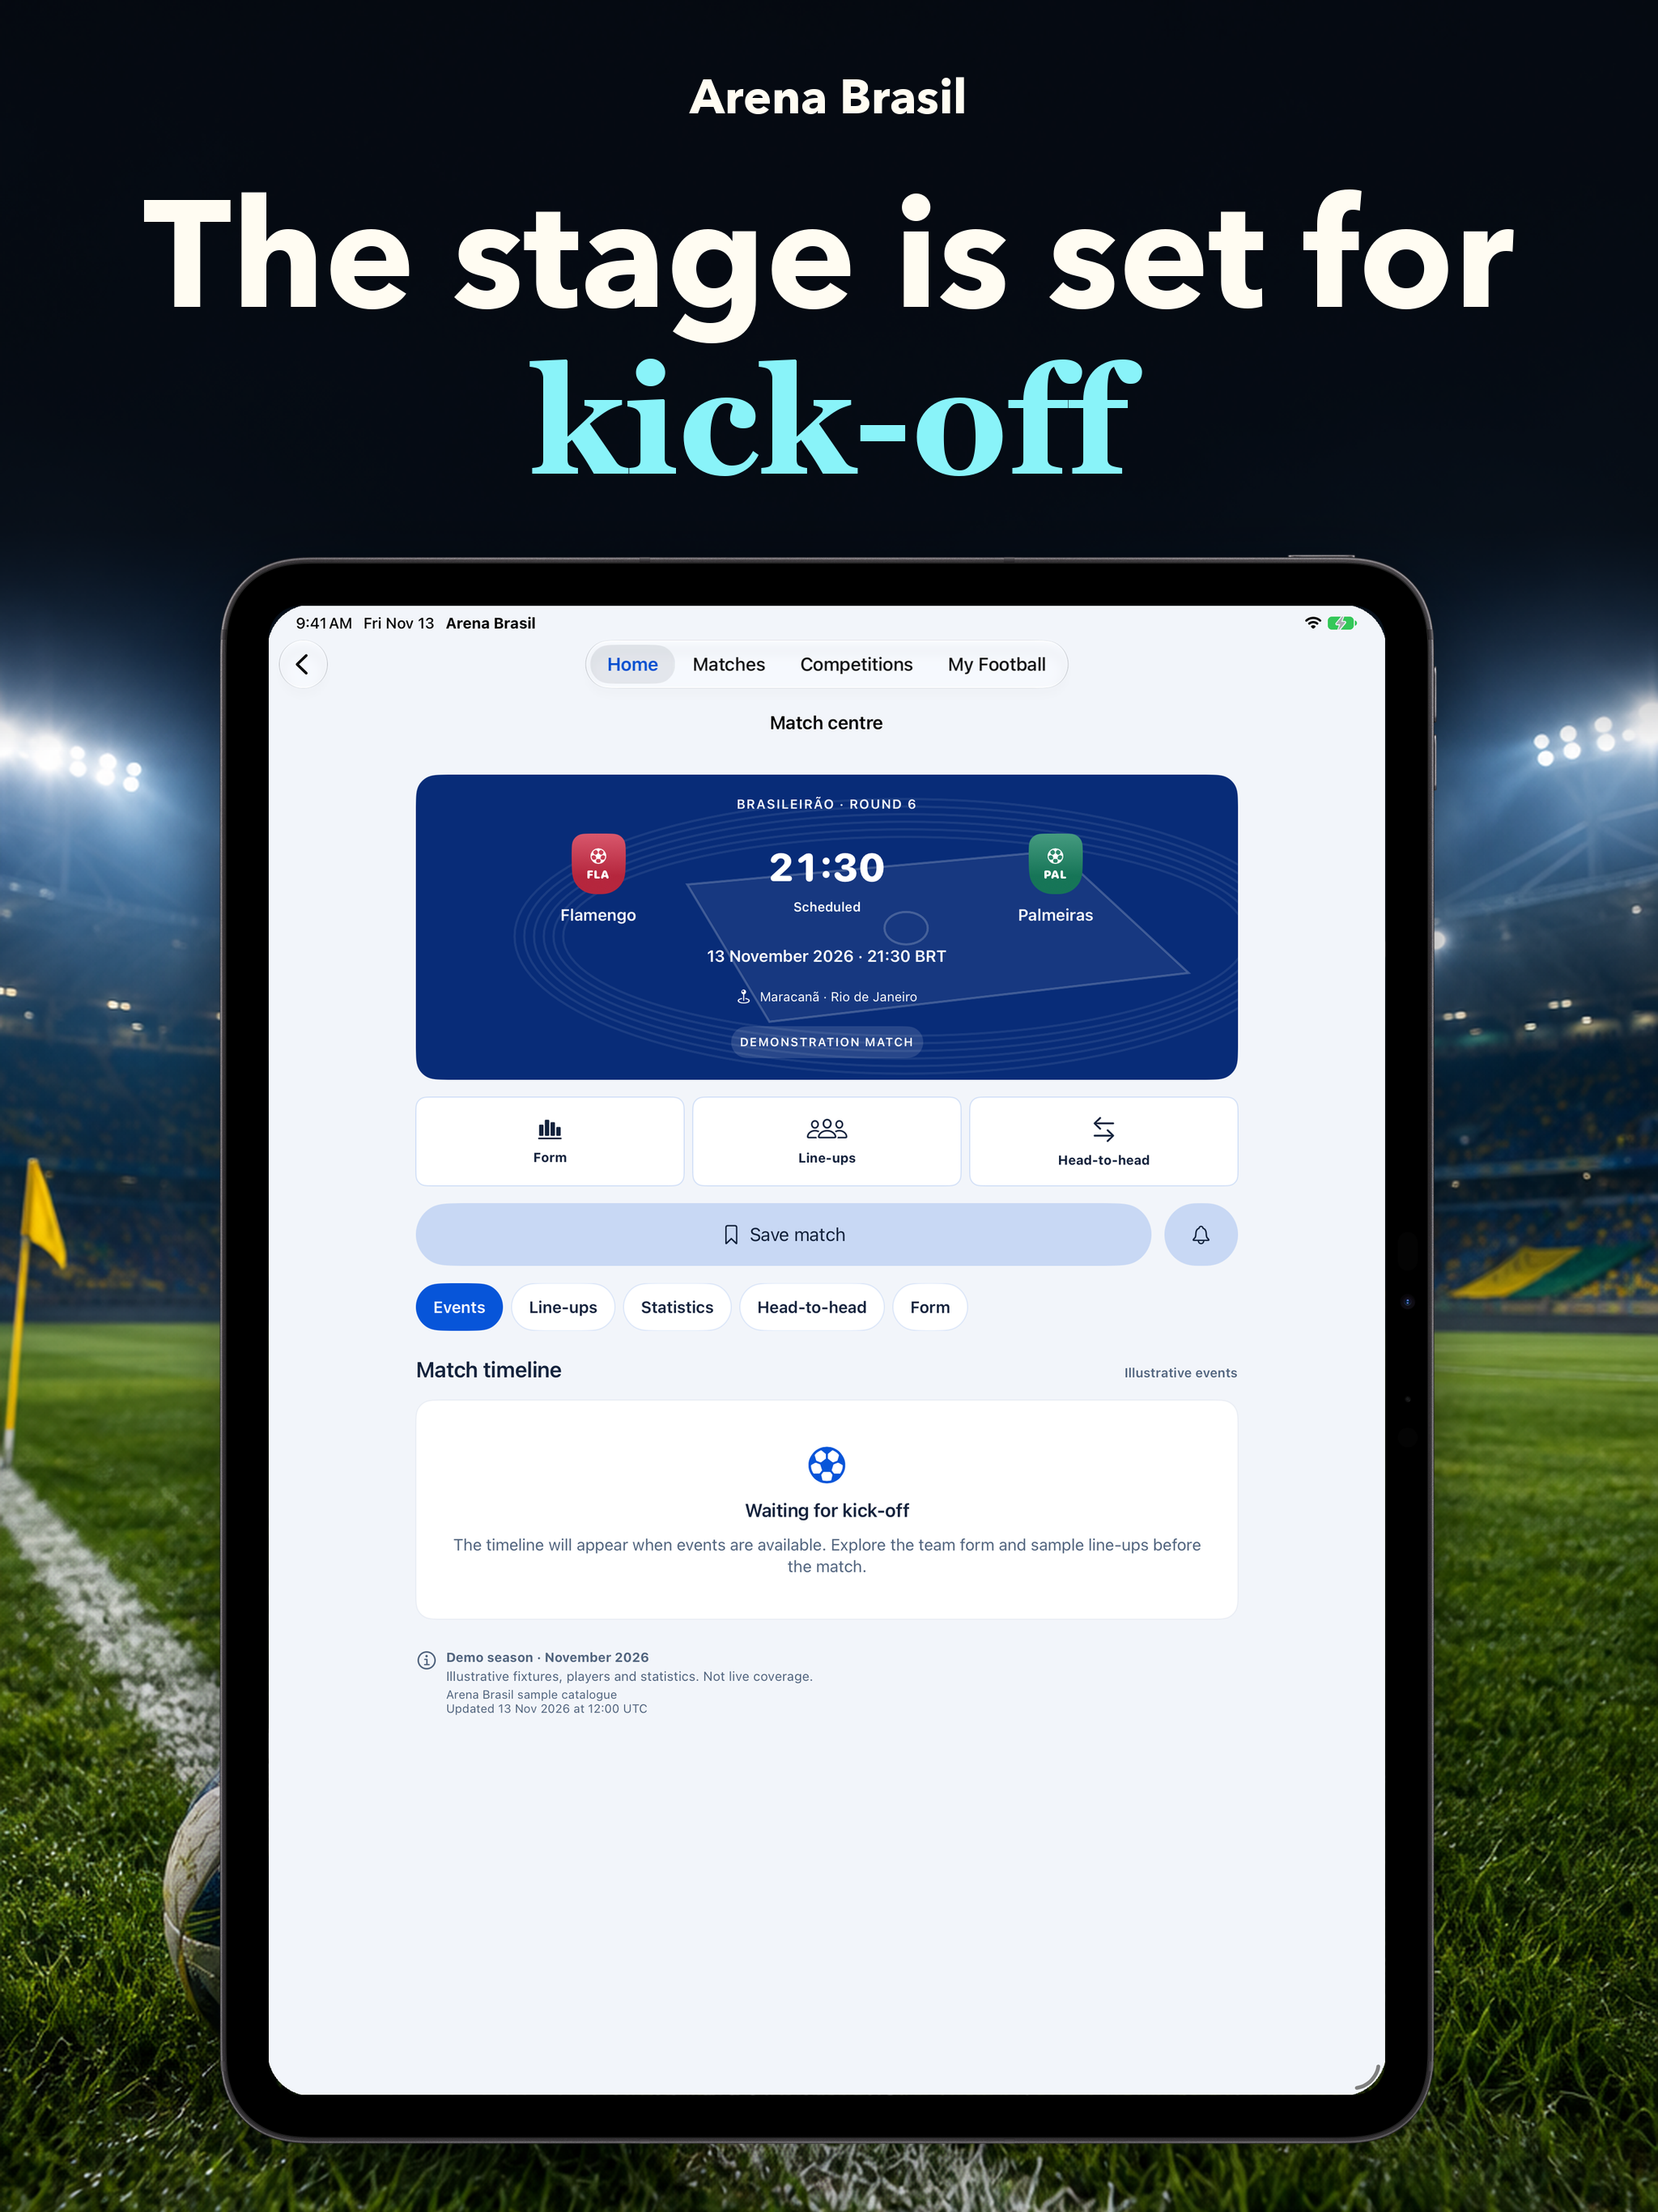 Arena Brasil
The stage is set for
kick-off
9:41 AM Fri Nov 13 Arena Brasil
Home Matches Competitions My Football
Match centre
BRASILEIRÃO · ROUND 6
FLA
Flamengo
21:30
Scheduled
PAL
Palmeiras
13 November 2026 · 21:30 BRT
Maracanã · Rio de Janeiro
DEMONSTRATION MATCH
Form
Line-ups
Head-to-head
Save match
Events Line-ups Statistics Head-to-head Form
Match timeline
Illustrative events
Waiting for kick-off
The timeline will appear when events are available. Explore the team form and sample line-ups before
the match.
Demo season · November 2026
Illustrative fixtures, players and statistics. Not live coverage.
Arena Brasil sample catalogue
Updated 13 Nov 2026 at 12:00 UTC